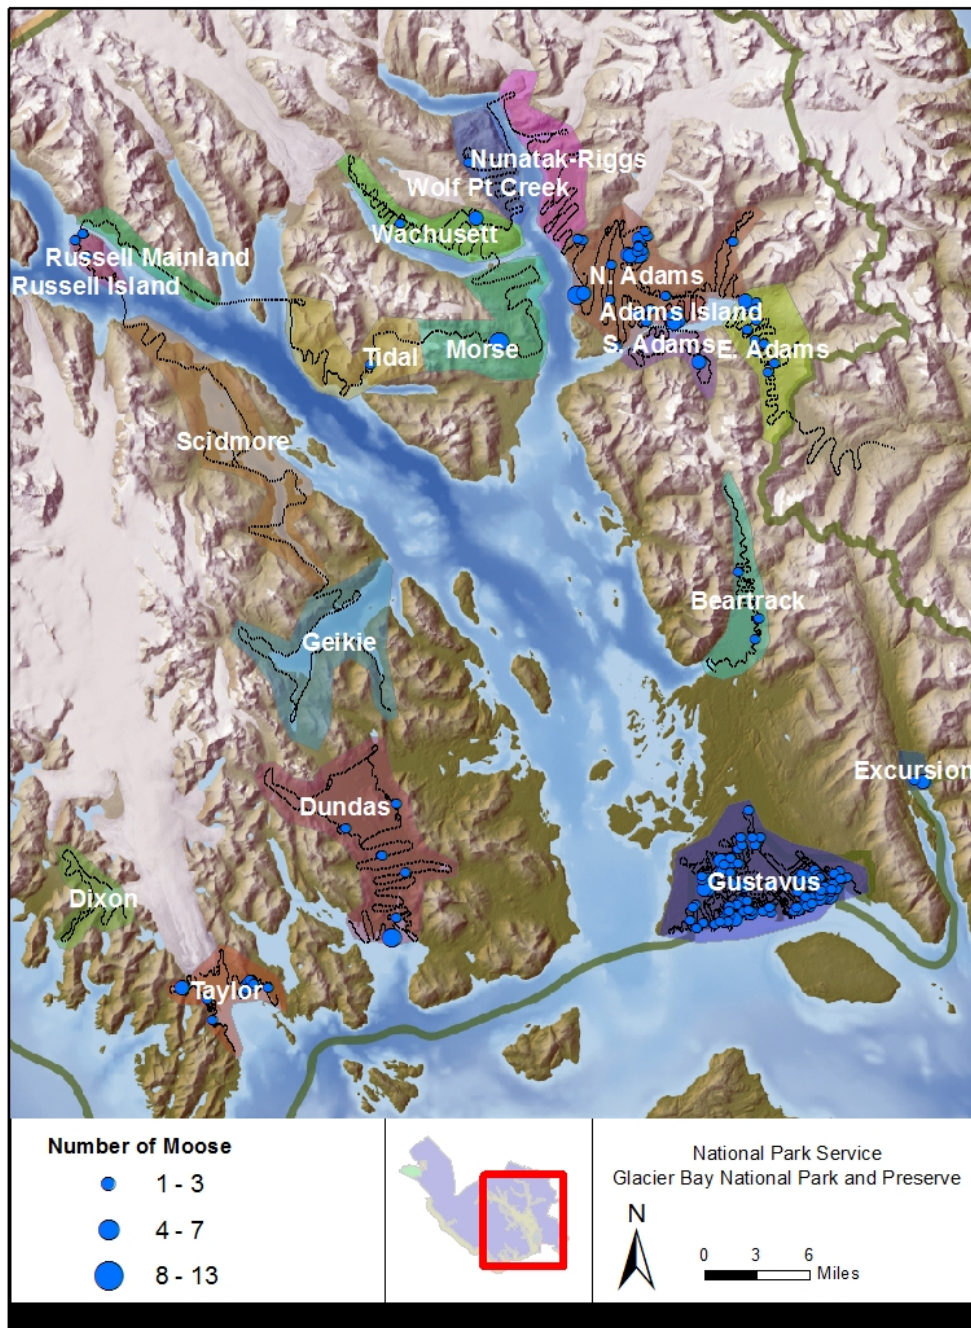 Nunatak-Riggs
Wolf Pt Creek
Wachusett
Russell Mainland
Russell Island
N. Adams
Adams Island
S. Adams
E. Adams
Tidal
Morse
Scidmore
Beartrack
Geikie
Excursion
Dundas
Gustavus
Dixon
Taylor
Number of Moose
1 - 3
4 - 7
8 - 13
National Park Service
Glacier Bay National Park and Preserve
N
0 3 6
Miles